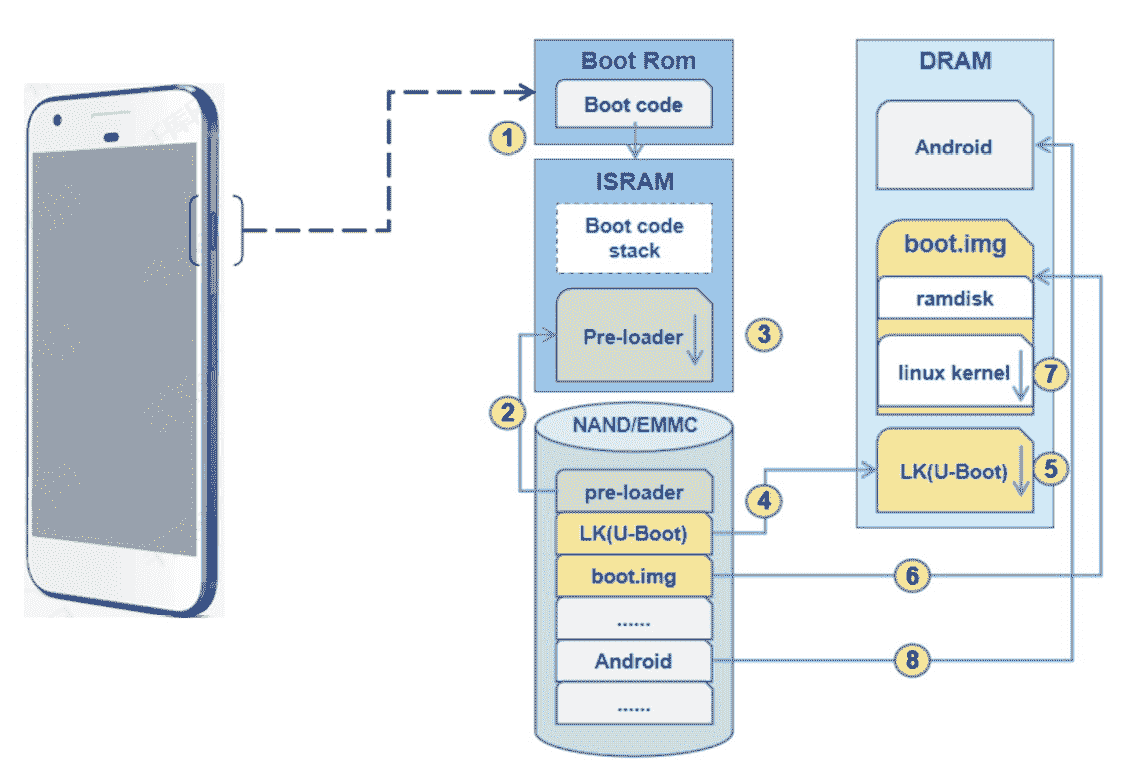 Boot Rom
Boot code
1
ISRAM
Boot code
stack
Pre-loader
3
2
NAND/EMMC
pre-loader
LK(U-Boot)
boot.img
......
Android
......
4
6
8
DRAM
Android
boot.img
ramdisk
linux kernel
7
LK(U-Boot)
5